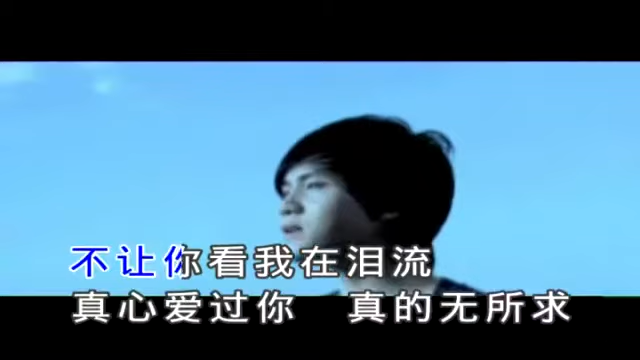 不让你看我在泪流
真心爱过你 真的无所求